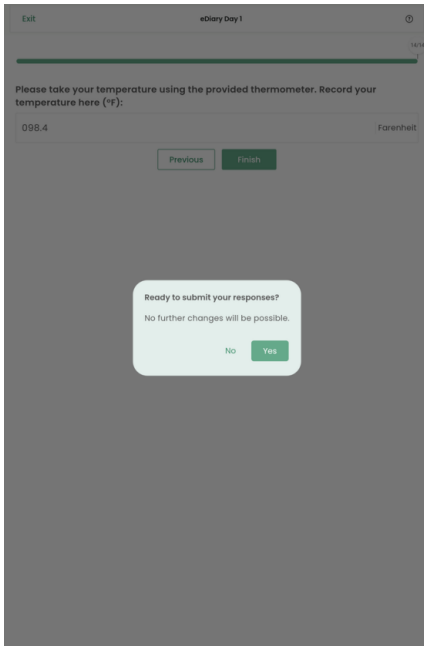 Exit
eDiary Day 1
14/14
Please take your temperature using the provided thermometer. Record your
temperature here (°F):
098.4
Farenheit
Previous
Finish
Ready to submit your responses?
No further changes will be possible.
No
Yes